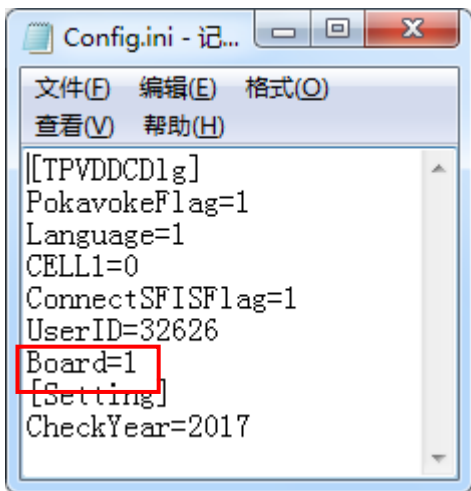 Config.ini - 记...
文件(F) 编辑(E) 格式(O)
查看(V) 帮助(H)
[TPVDDCDlg]
PokavokeFlag=1
Language=1
CELL1=0
ConnectSFISFlag=1
UserID=32626
Board=1
[Setting]
CheckYear=2017